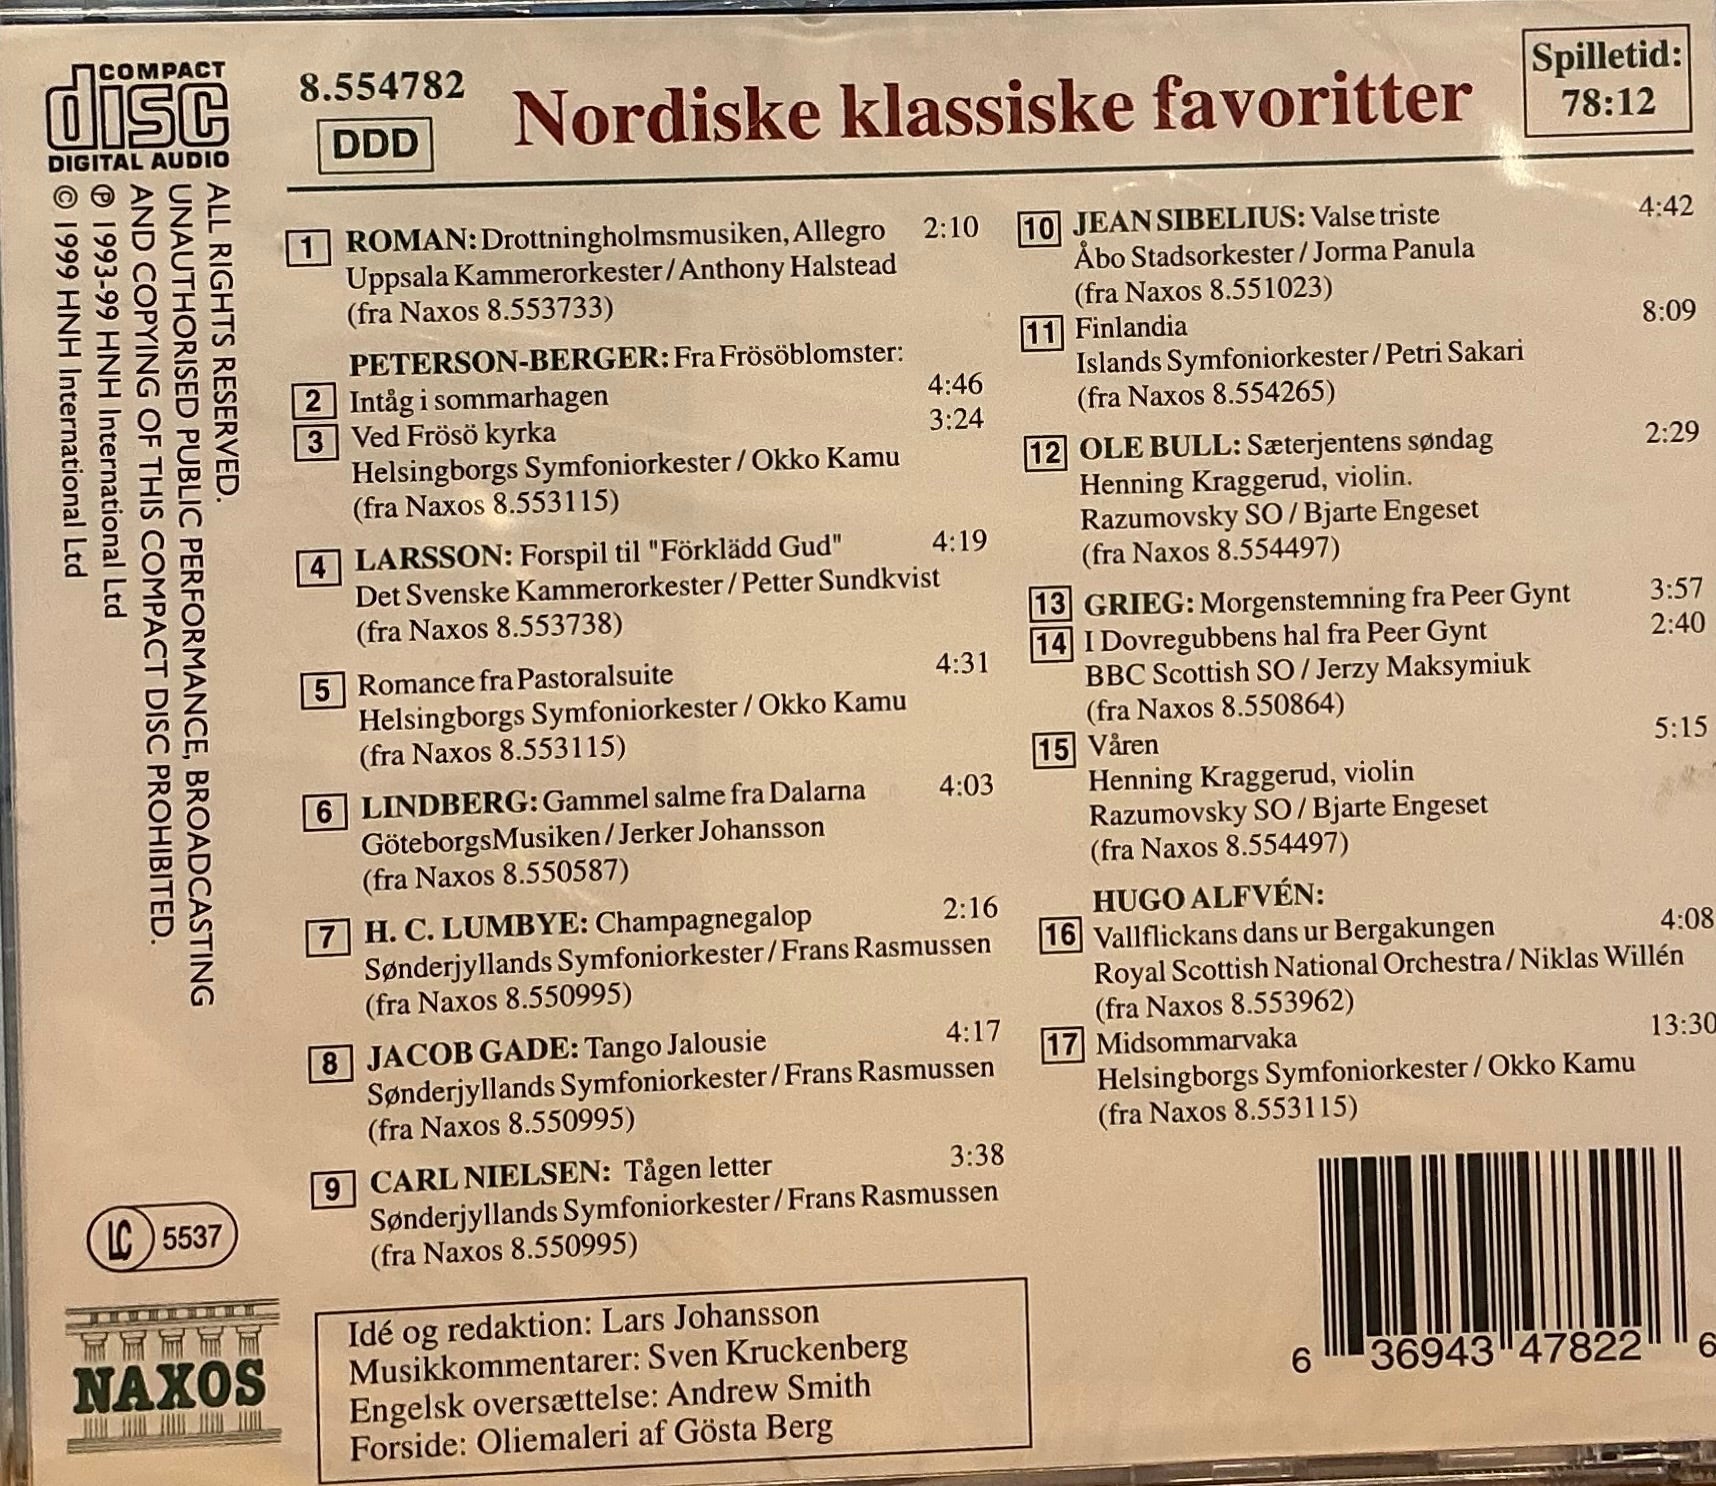 COMPACT
disc
DIGITAL AUDIO
8.554782
DDD
Nordiske klassiske favoritter
Spilletid:
78:12
ALL RIGHTS RESERVED.
UNAUTHORISED PUBLIC PERFORMANCE, BROADCASTING
AND COPYING OF THIS COMPACT DISC PROHIBITED.
℗ 1993-99 HNH International Ltd
© 1999 HNH International Ltd
1 ROMAN: Drottningholmsmusiken, Allegro 2:10
Uppsala Kammerorkester / Anthony Halstead
(fra Naxos 8.553733)
PETERSON-BERGER: Fra Frösöblomster:
2 Intåg i sommarhagen 4:46
3 Ved Frösö kyrka 3:24
Helsingborgs Symfoniorkester / Okko Kamu
(fra Naxos 8.553115)
4 LARSSON: Forspil til "Förklädd Gud" 4:19
Det Svenske Kammerorkester / Petter Sundkvist
(fra Naxos 8.553738)
5 Romance fra Pastoralsuite 4:31
Helsingborgs Symfoniorkester / Okko Kamu
(fra Naxos 8.553115)
6 LINDBERG: Gammel salme fra Dalarna 4:03
GöteborgsMusiken / Jerker Johansson
(fra Naxos 8.550587)
7 H. C. LUMBYE: Champagnegalop 2:16
Sønderjyllands Symfoniorkester / Frans Rasmussen
(fra Naxos 8.550995)
8 JACOB GADE: Tango Jalousie 4:17
Sønderjyllands Symfoniorkester / Frans Rasmussen
(fra Naxos 8.550995)
9 CARL NIELSEN: Tågen letter 3:38
Sønderjyllands Symfoniorkester / Frans Rasmussen
(fra Naxos 8.550995)
10 JEAN SIBELIUS: Valse triste 4:42
Åbo Stadsorkester / Jorma Panula
(fra Naxos 8.551023)
11 Finlandia 8:09
Islands Symfoniorkester / Petri Sakari
(fra Naxos 8.554265)
12 OLE BULL: Sæterjentens søndag 2:29
Henning Kraggerud, violin.
Razumovsky SO / Bjarte Engeset
(fra Naxos 8.554497)
13 GRIEG: Morgenstemning fra Peer Gynt 3:57
14 I Dovregubbens hal fra Peer Gynt 2:40
BBC Scottish SO / Jerzy Maksymiuk
(fra Naxos 8.550864)
15 Våren 5:15
Henning Kraggerud, violin
Razumovsky SO / Bjarte Engeset
(fra Naxos 8.554497)
HUGO ALFVÉN:
16 Vallflickans dans ur Bergakungen 4:08
Royal Scottish National Orchestra / Niklas Willén
(fra Naxos 8.553962)
17 Midsommarvaka 13:30
Helsingborgs Symfoniorkester / Okko Kamu
(fra Naxos 8.553115)
LC 5537
NAXOS
Idé og redaktion: Lars Johansson
Musikkommentarer: Sven Kruckenberg
Engelsk oversættelse: Andrew Smith
Forside: Oliemaleri af Gösta Berg
6 36943 47822 6